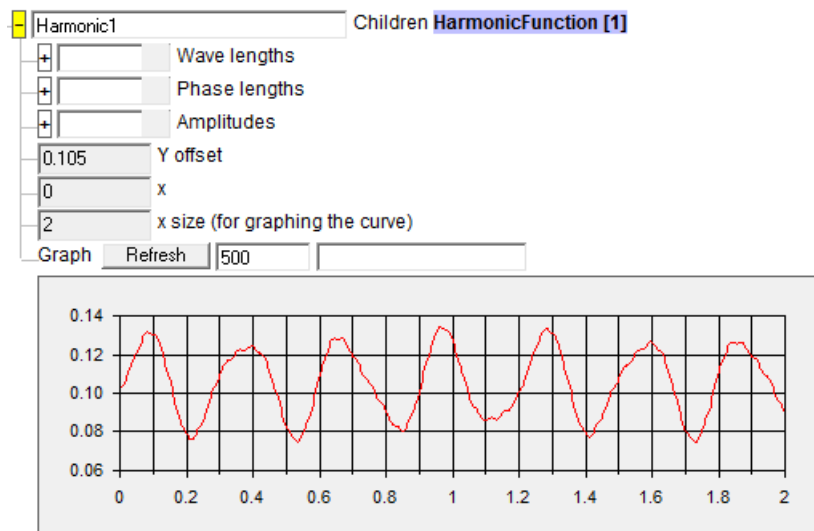 Harmonic1 Children HarmonicFunction [1]
Wave lengths
Phase lengths
Amplitudes
0.105 Y offset
0 x
2 x size (for graphing the curve)
Graph Refresh 500
0.14
0.12
0.10
0.08
0.06
0 0.2 0.4 0.6 0.8 1 1.2 1.4 1.6 1.8 2